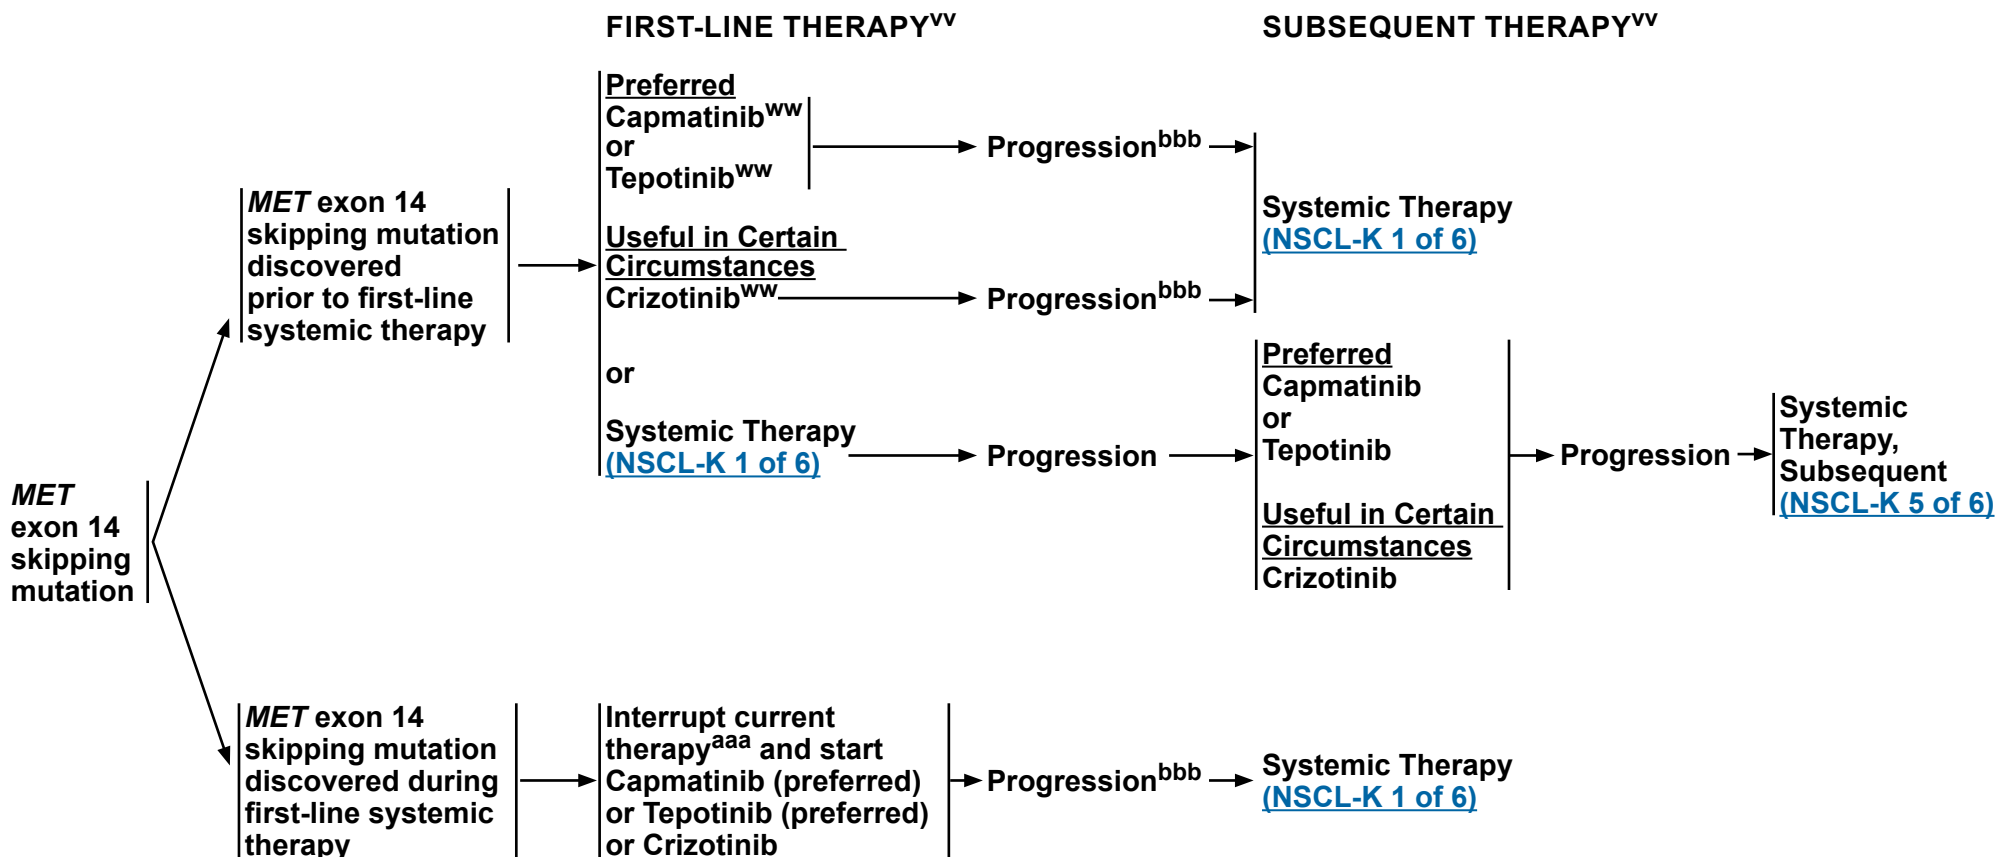 FIRST-LINE THERAPYvv
SUBSEQUENT THERAPYvv
MET
exon 14
skipping
mutation
MET exon 14
skipping mutation
discovered
prior to first-line
systemic therapy
Preferred
Capmatinibww
or
Tepotinibww
Progressionbbb
Useful in Certain
Circumstances
Crizotinibww
Progressionbbb
Systemic Therapy
(NSCL-K 1 of 6)
or
Systemic Therapy
(NSCL-K 1 of 6)
Progression
Preferred
Capmatinib
or
Tepotinib
Useful in Certain
Circumstances
Crizotinib
Progression
Systemic
Therapy,
Subsequent
(NSCL-K 5 of 6)
MET exon 14
skipping mutation
discovered during
first-line systemic
therapy
Interrupt current
therapyaaa and start
Capmatinib (preferred)
or Tepotinib (preferred)
or Crizotinib
Progressionbbb
Systemic Therapy
(NSCL-K 1 of 6)